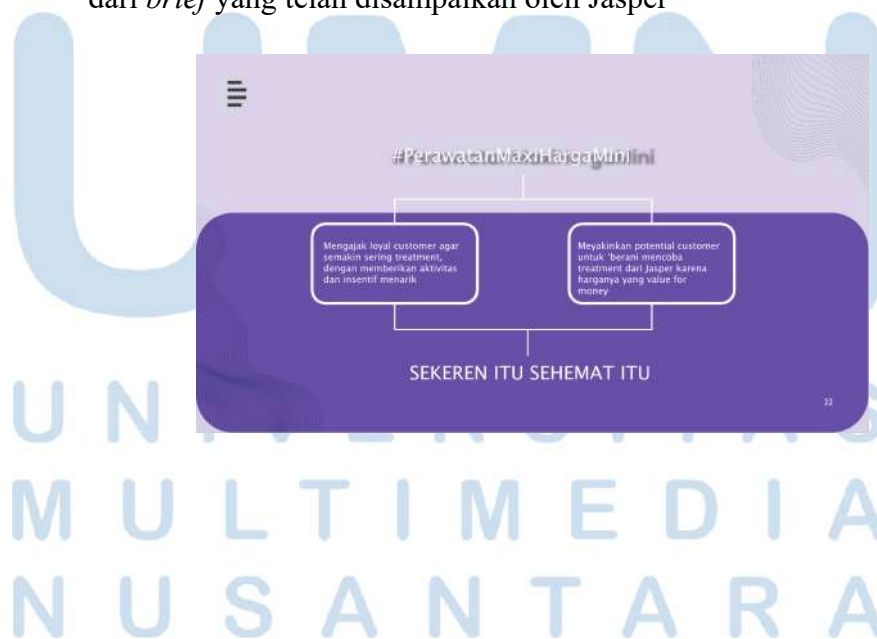 dari brief yang telah disampaikan oleh Jasper
#PerawatanMaxiHargaMini
Mengajak loyal customer agar
semakin sering treatment,
dengan memberikan aktivitas
dan insentif menarik
Meyakinkan potential customer
untuk 'berani mencoba
treatment dari Jasper karena
harganya yang value for
money
SEKEREN ITU SEHEMAT ITU
22
UNIVERSITAS
MULTIMEDIA
NUSANTARA